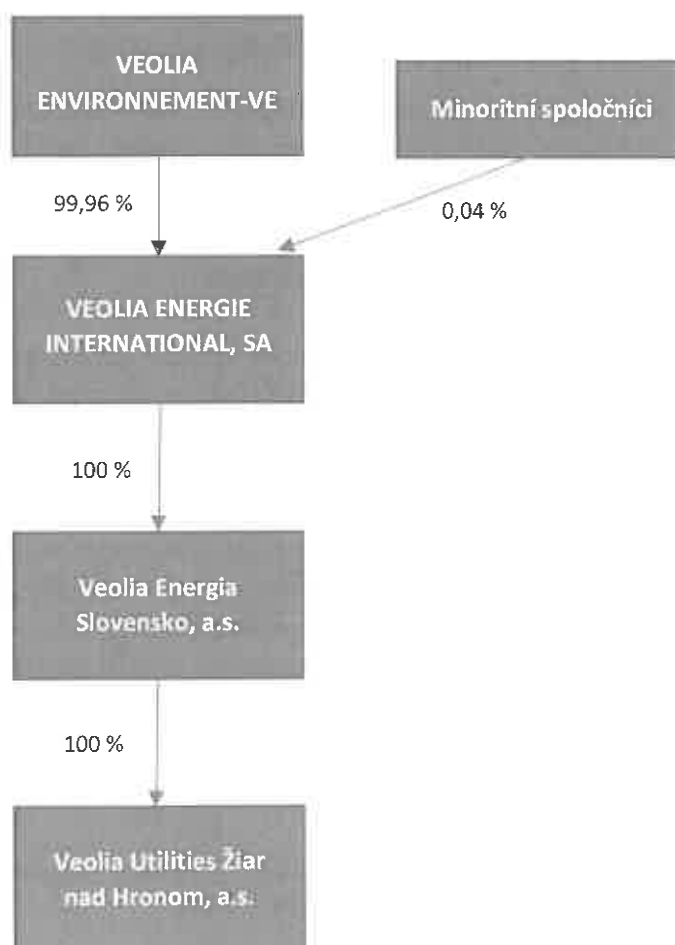 VEOLIA
ENVIRONNEMENT-VE
Minoritní spoločníci
99,96 %
0,04 %
VEOLIA ENERGIE
INTERNATIONAL, SA
100 %
Veolia Energia
Slovensko, a.s.
100 %
Veolia Utilities Žiar
nad Hronom, a.s.